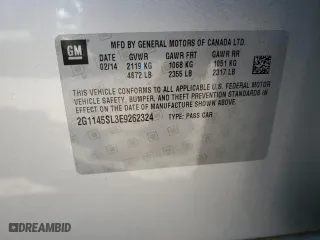 GM
MFD BY GENERAL MOTORS OF CANADA LTD.
DATE GVWR GAWR FRT GAWR RR
02/14 2119 KG 1068 KG 1051 KG
4672 LB 2355 LB 2317 LB
THIS VEHICLE CONFORMS TO ALL APPLICABLE U.S. FEDERAL MOTOR
VEHICLE SAFETY, BUMPER, AND THEFT PREVENTION STANDARDS IN
EFFECT ON THE DATE OF MANUFACTURE SHOWN ABOVE.
2G1145SL3E9262324 TYPE: PASS CAR
DREAMBID